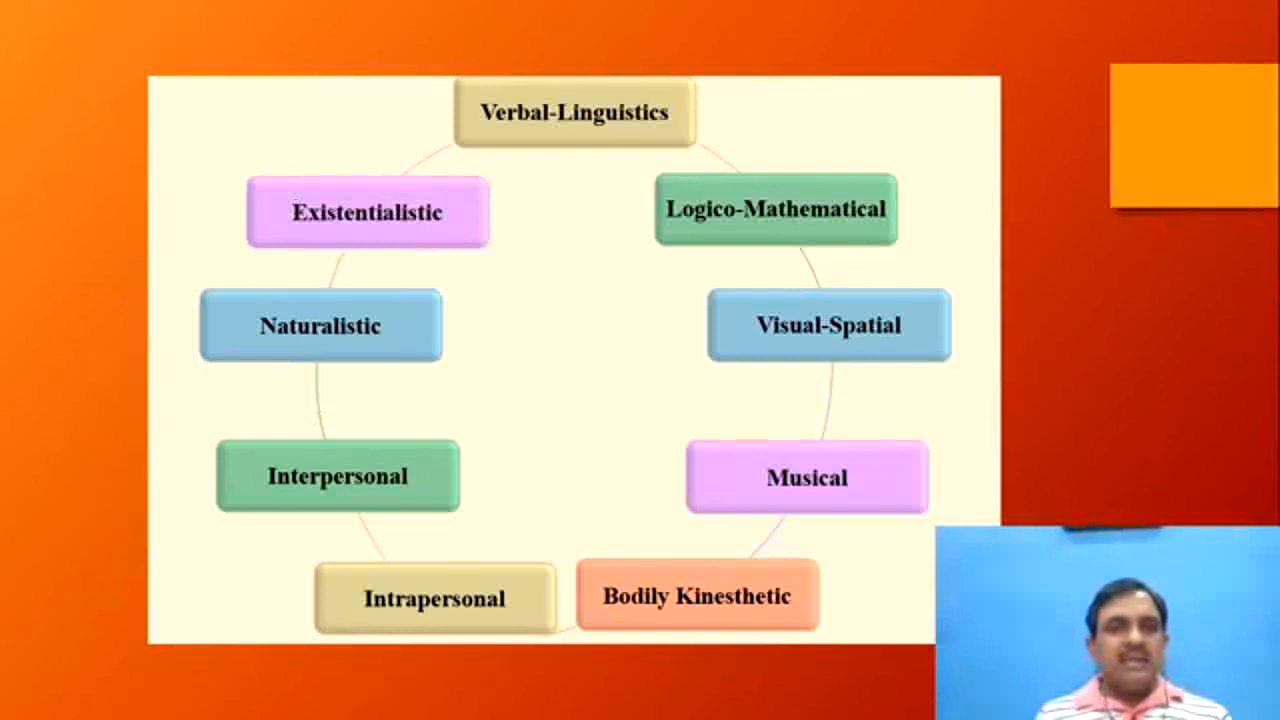 Verbal-Linguistics
Existentialistic
Logico-Mathematical
Naturalistic
Visual-Spatial
Interpersonal
Musical
Intrapersonal
Bodily Kinesthetic